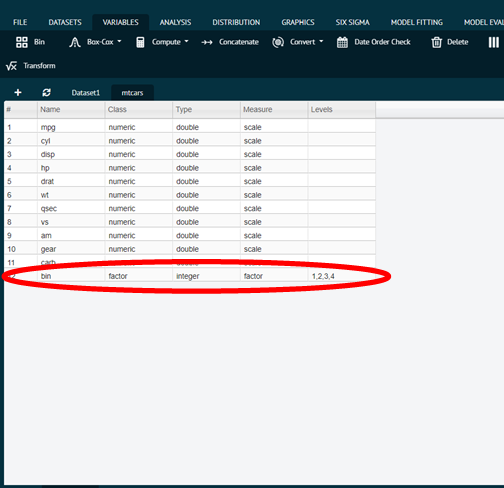 FILE DATASETS VARIABLES ANALYSIS DISTRIBUTION GRAPHICS SIX SIGMA MODEL FITTING MODEL EVAL
Bin Box-Cox Compute Concatenate Convert Date Order Check Delete
Transform
Dataset1 mtcars
# Name Class Type Measure Levels
1 mpg numeric double scale
2 cyl numeric double scale
3 disp numeric double scale
4 hp numeric double scale
5 drat numeric double scale
6 wt numeric double scale
7 qsec numeric double scale
8 vs numeric double scale
9 am numeric double scale
10 gear numeric double scale
11 carb
bin factor integer factor 1,2,3,4